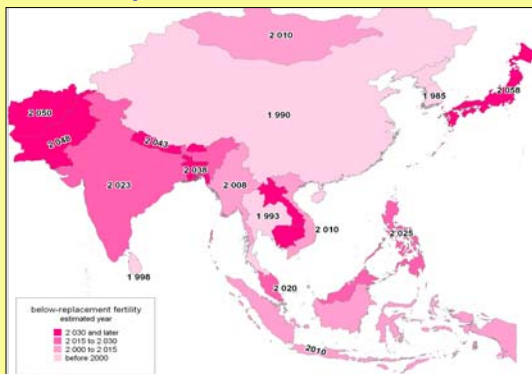 2 010
1 985
2 058
1 990
2 050
2 048
2 043
2 038
2 023
2 008
1 993
2 010
2 025
1 998
2 020
2010
below-replacement fertility
estimated year
2 030 and later
2 015 to 2 030
2 000 to 2 015
before 2000